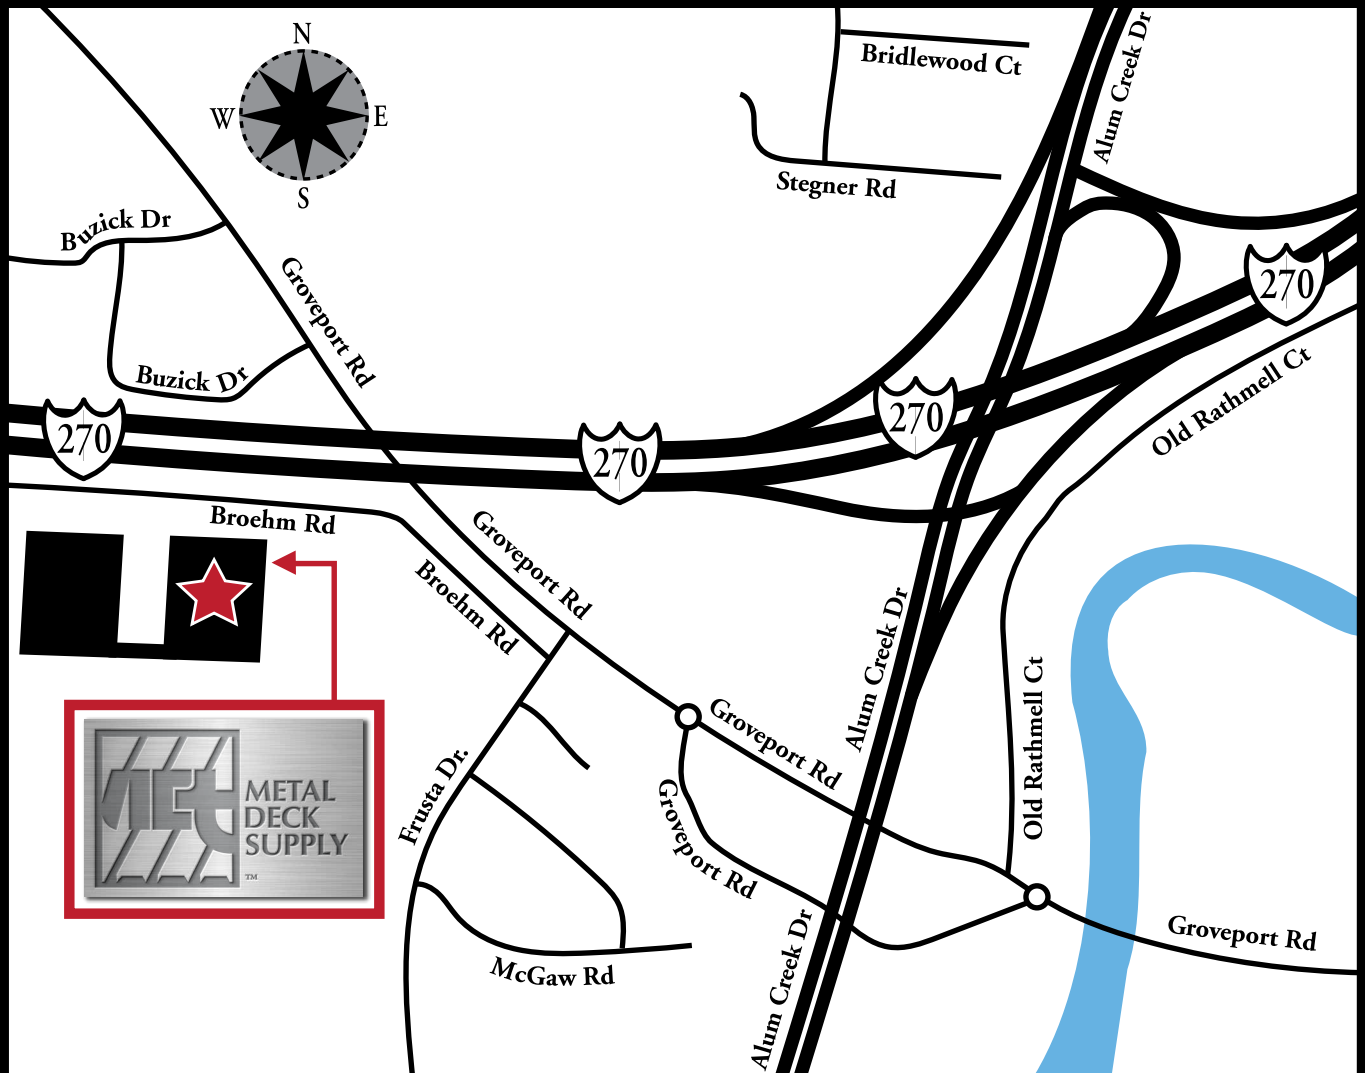 N
W
E
S
Bridlewood Ct
Alum Creek Dr
Stegner Rd
Buzick Dr
Groveport Rd
270
Buzick Dr
Old Rathmell Ct
270
270
270
Broehm Rd
Groveport Rd
Broehm Rd
Alum Creek Dr
Old Rathmell Ct
Groveport Rd
Frusta Dr.
Groveport Rd
METAL
DECK
SUPPLY
™
Groveport Rd
Alum Creek Dr
McGaw Rd